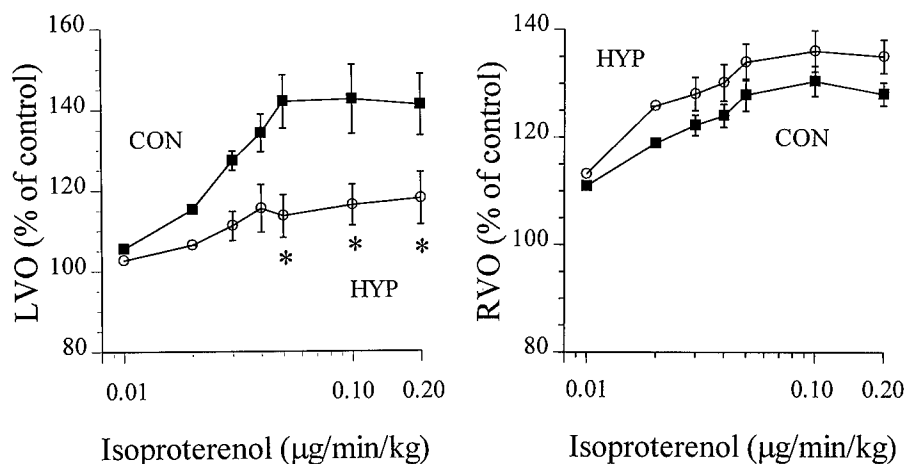 LVO (% of control)
160
140
120
100
80
CON
HYP
*
*
*
0.01
0.10
0.20
Isoproterenol (μg/min/kg)
RVO (% of control)
140
120
100
80
HYP
CON
0.01
0.10
0.20
Isoproterenol (μg/min/kg)